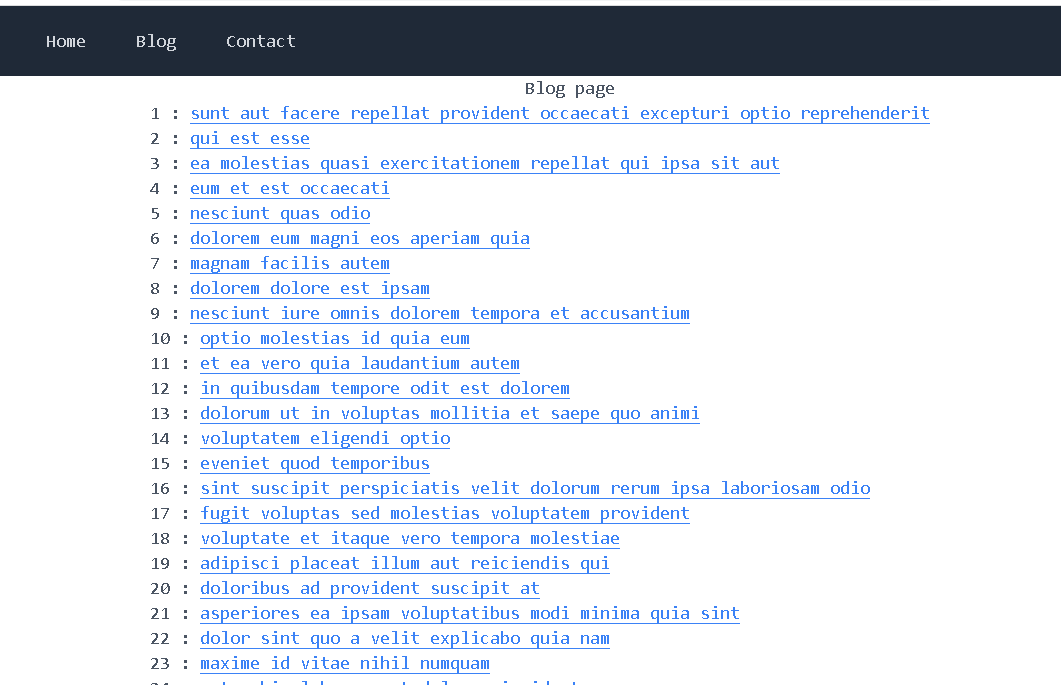 Home Blog Contact
Blog page
1 : sunt aut facere repellat provident occaecati excepturi optio reprehenderit
2 : qui est esse
3 : ea molestias quasi exercitationem repellat qui ipsa sit aut
4 : eum et est occaecati
5 : nesciunt quas odio
6 : dolorem eum magni eos aperiam quia
7 : magnam facilis autem
8 : dolorem dolore est ipsam
9 : nesciunt iure omnis dolorem tempora et accusantium
10 : optio molestias id quia eum
11 : et ea vero quia laudantium autem
12 : in quibusdam tempore odit est dolorem
13 : dolorum ut in voluptas mollitia et saepe quo animi
14 : voluptatem eligendi optio
15 : eveniet quod temporibus
16 : sint suscipit perspiciatis velit dolorum rerum ipsa laboriosam odio
17 : fugit voluptas sed molestias voluptatem provident
18 : voluptate et itaque vero tempora molestiae
19 : adipisci placeat illum aut reiciendis qui
20 : doloribus ad provident suscipit at
21 : asperiores ea ipsam voluptatibus modi minima quia sint
22 : dolor sint quo a velit explicabo quia nam
23 : maxime id vitae nihil numquam